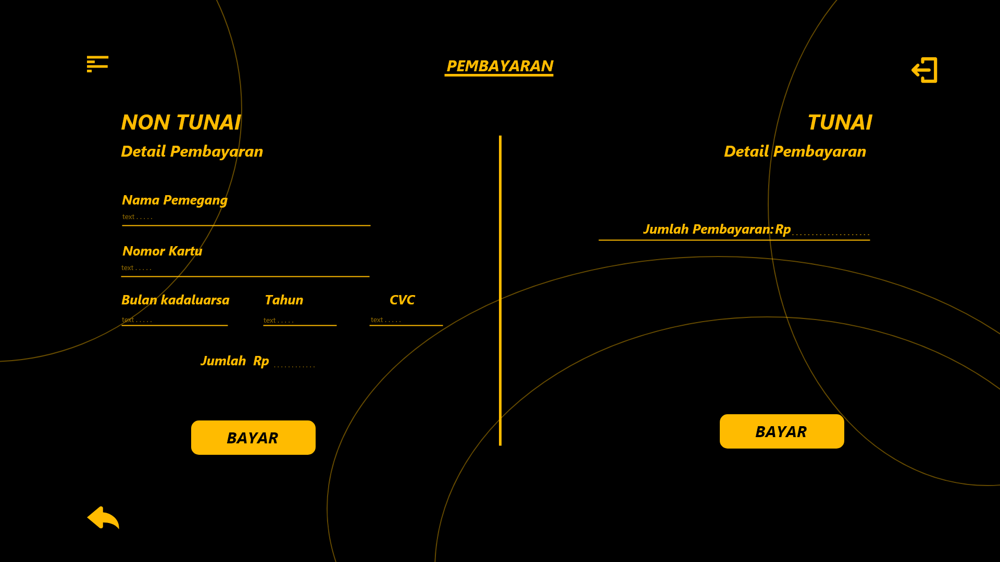 PEMBAYARAN
NON TUNAI
Detail Pembayaran
Nama Pemegang
text . . . . .
Nomor Kartu
text . . . . .
Bulan kadaluarsa Tahun CVC
text . . . . . text . . . . . text . . . . .
Jumlah Rp . . . . . . . . . . . .
BAYAR
TUNAI
Detail Pembayaran
Jumlah Pembayaran: Rp . . . . . . . . . . . . . . . . . . . .
BAYAR